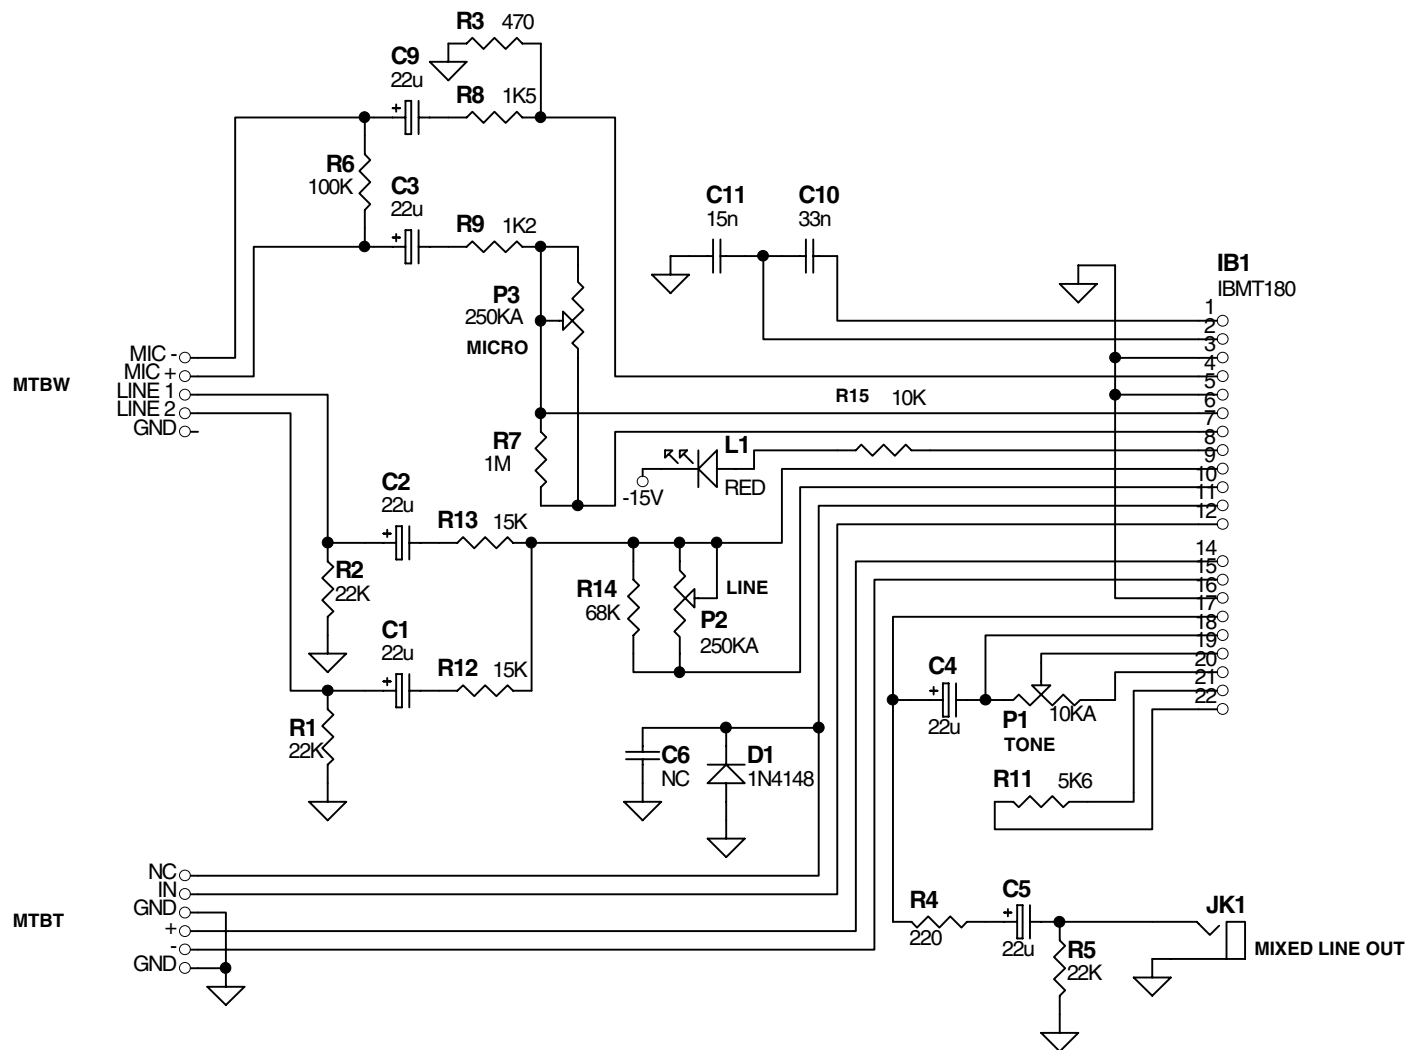 R3 470
C9
22u
R8 1K5
R6
100K
C3
22u
R9 1K2
C11
15n
C10
33n
IB1
IBMT180
P3
250KA
MICRO
1
2
3
4
5
6
7
8
9
10
11
12
14
15
16
17
18
19
20
21
22
MTBW
MIC -
MIC +
LINE 1
LINE 2
GND
R15 10K
R7
1M
L1
RED
-15V
C2
22u
R13 15K
R2
22K
R14
68K
LINE
P2
250KA
C1
22u
R12 15K
R1
22K
C4
22u
P1
10KA
TONE
C6
NC
D1
1N4148
R11 5K6
MTBT
NC
IN
GND
+
-
GND
R4
220
C5
22u
R5
22K
JK1
MIXED LINE OUT